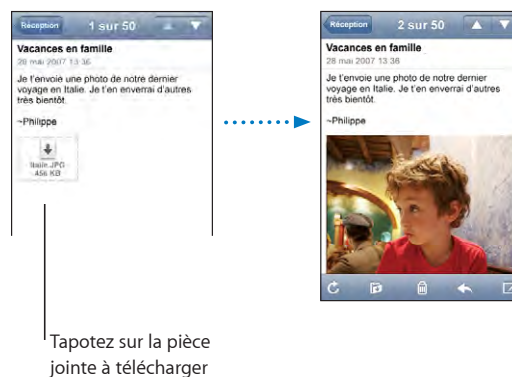 Réception 1 sur 50
Vacances en famille
28 mai 2007 13 36
Je t'envoie une photo de notre dernier
voyage en Italie. Je t'en enverrai d'autres
très bientôt.
~Philippe
Italie.JPG
456 KB
Réception 2 sur 50
Vacances en famille
28 mai 2007 13 36
Je t'envoie une photo de notre dernier
voyage en Italie. Je t'en enverrai d'autres
très bientôt.
~Philippe
Tapotez sur la pièce
jointe à télécharger